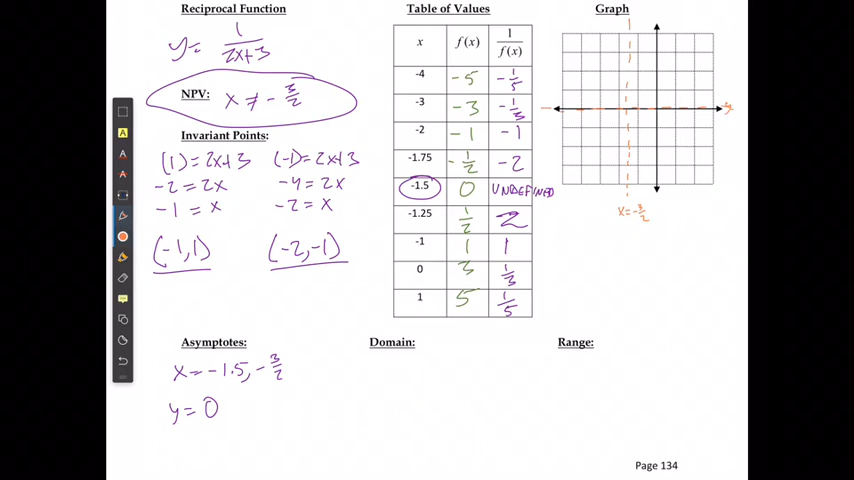 Reciprocal Function
y = 1/(2x+3)
NPV: x ≠ -3/2
Invariant Points:
(1) = 2x+3 (-1) = 2x+3
-2 = 2x -4 = 2x
-1 = x -2 = x
(-1, 1) (-2, -1)
Table of Values
x f(x) 1/f(x)
-4 -5 -1/5
-3 -3 -1/3
-2 -1 -1
-1.75 -1/2 -2
-1.5 0 UNDEFINED
-1.25 1/2 2
-1 1 1
0 3 1/3
1 5 1/5
Graph
x=-3/2
Asymptotes:
x = -1.5, -3/2
y = 0
Domain:
Range:
Page 134